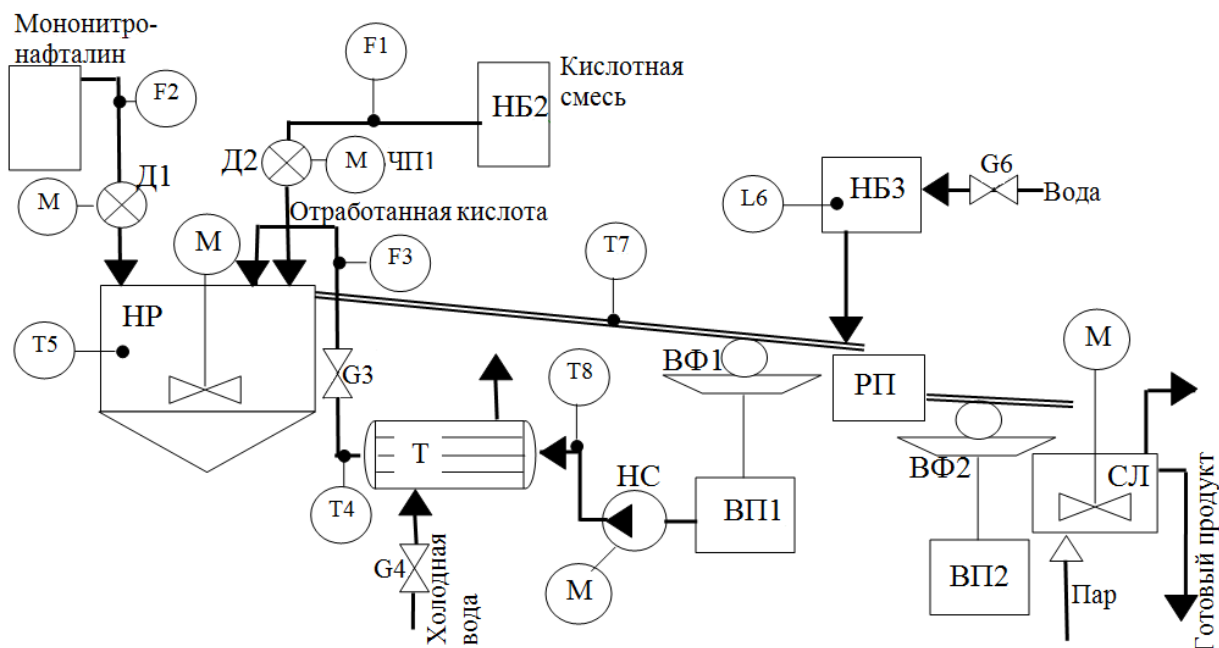 Мононитро-
нафталин
F2
F1
Кислотная
смесь
НБ2
Д2
М
ЧП1
Д1
М
G6
НБ3
L6
Вода
Отработанная кислота
М
F3
T7
НР
T5
G3
T8
ВФ1
М
РП
Т
НС
ВП1
ВФ2
СЛ
T4
G4
М
ВП2
Пар
Холодная
вода
Готовый продукт